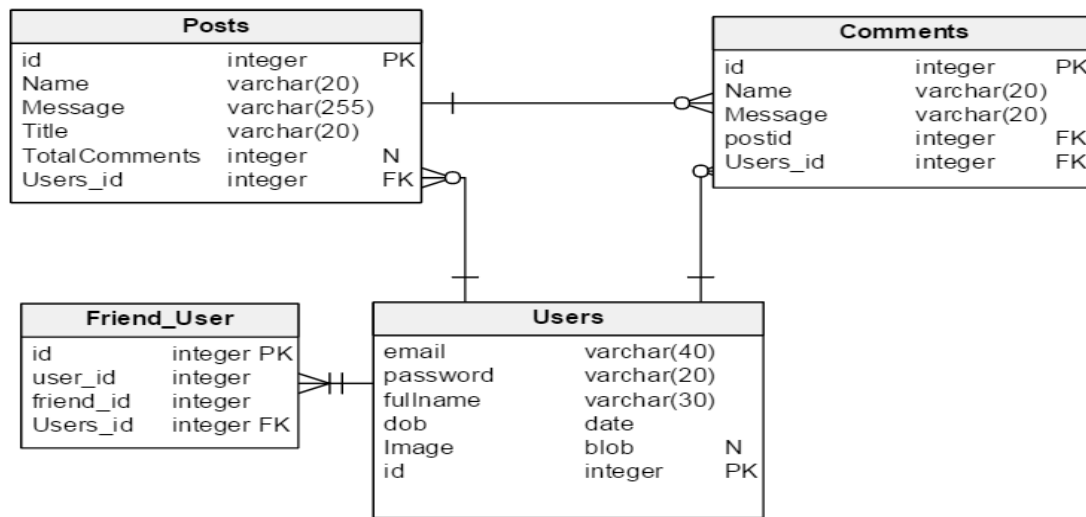 Posts
id integer PK
Name varchar(20)
Message varchar(255)
Title varchar(20)
TotalComments integer N
Users_id integer FK
Comments
id integer PK
Name varchar(20)
Message varchar(20)
postid integer FK
Users_id integer FK
Friend_User
id integer PK
user_id integer
friend_id integer
Users_id integer FK
Users
email varchar(40)
password varchar(20)
fullname varchar(30)
dob date
Image blob N
id integer PK